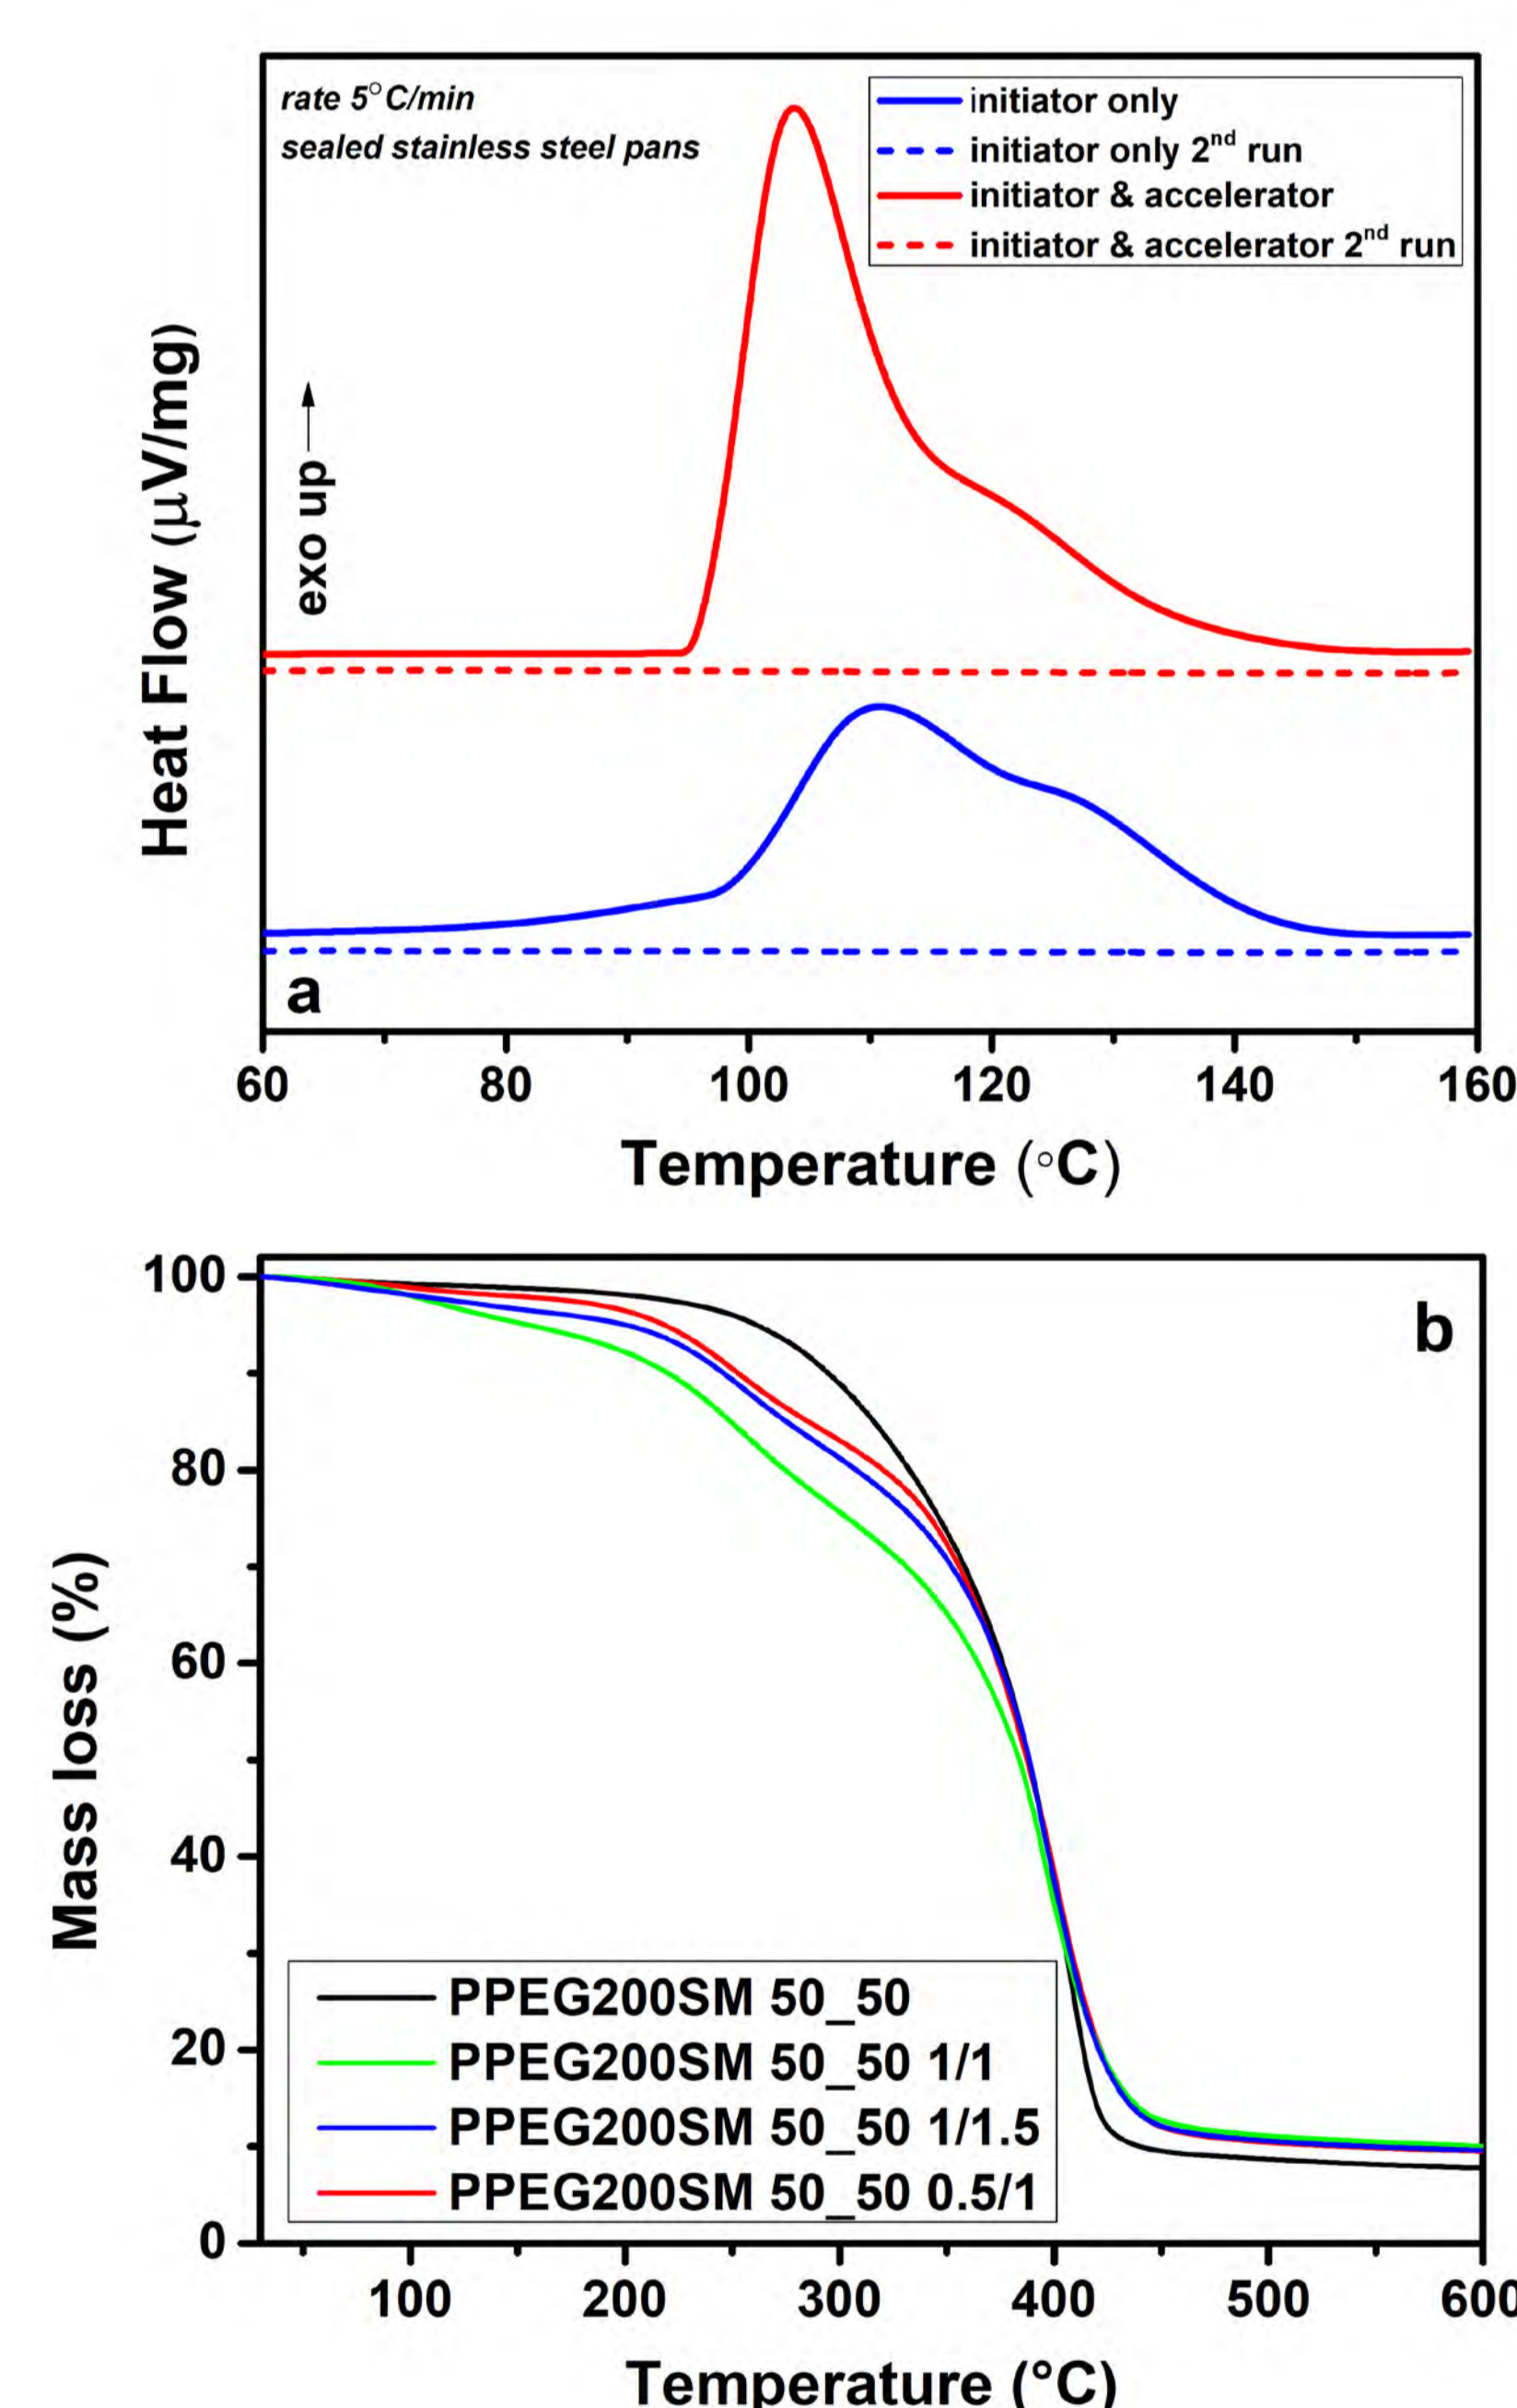 rate 5°C/min
sealed stainless steel pans
initiator only
initiator only 2nd run
initiator & accelerator
initiator & accelerator 2nd run
exo up
Heat Flow (μV/mg)
a
60 80 100 120 140 160
Temperature (°C)
b
100
80
60
40
20
0
Mass loss (%)
PPEG200SM 50_50
PPEG200SM 50_50 1/1
PPEG200SM 50_50 1/1.5
PPEG200SM 50_50 0.5/1
100 200 300 400 500 600
Temperature (°C)